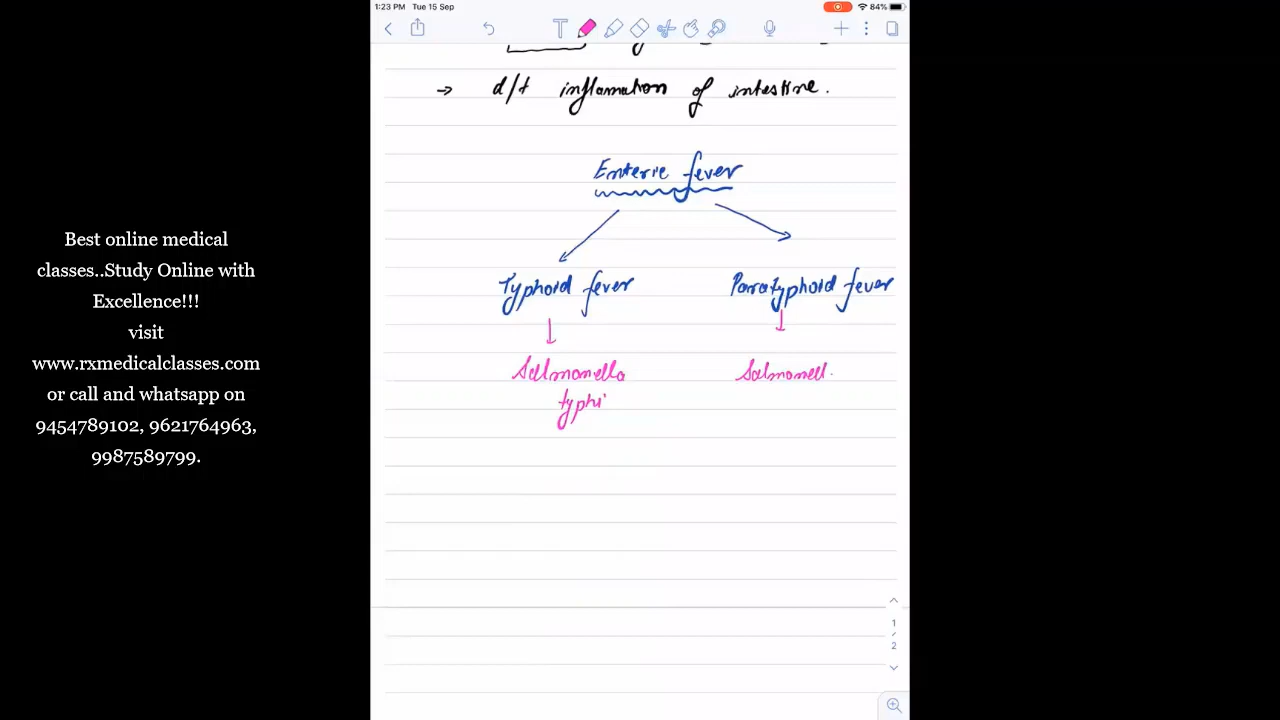 1:23 PM Tue 15 Sep
84%
T
→ d/t inflamation of intestine.
Enteric fever
Typhoid fever Paratyphoid fever
Salmonella Salmonell.
typhi
Best online medical
classes..Study Online with
Excellence!!!
visit
www.rxmedicalclasses.com
or call and whatsapp on
9454789102, 9621764963,
9987589799.
1
/
2